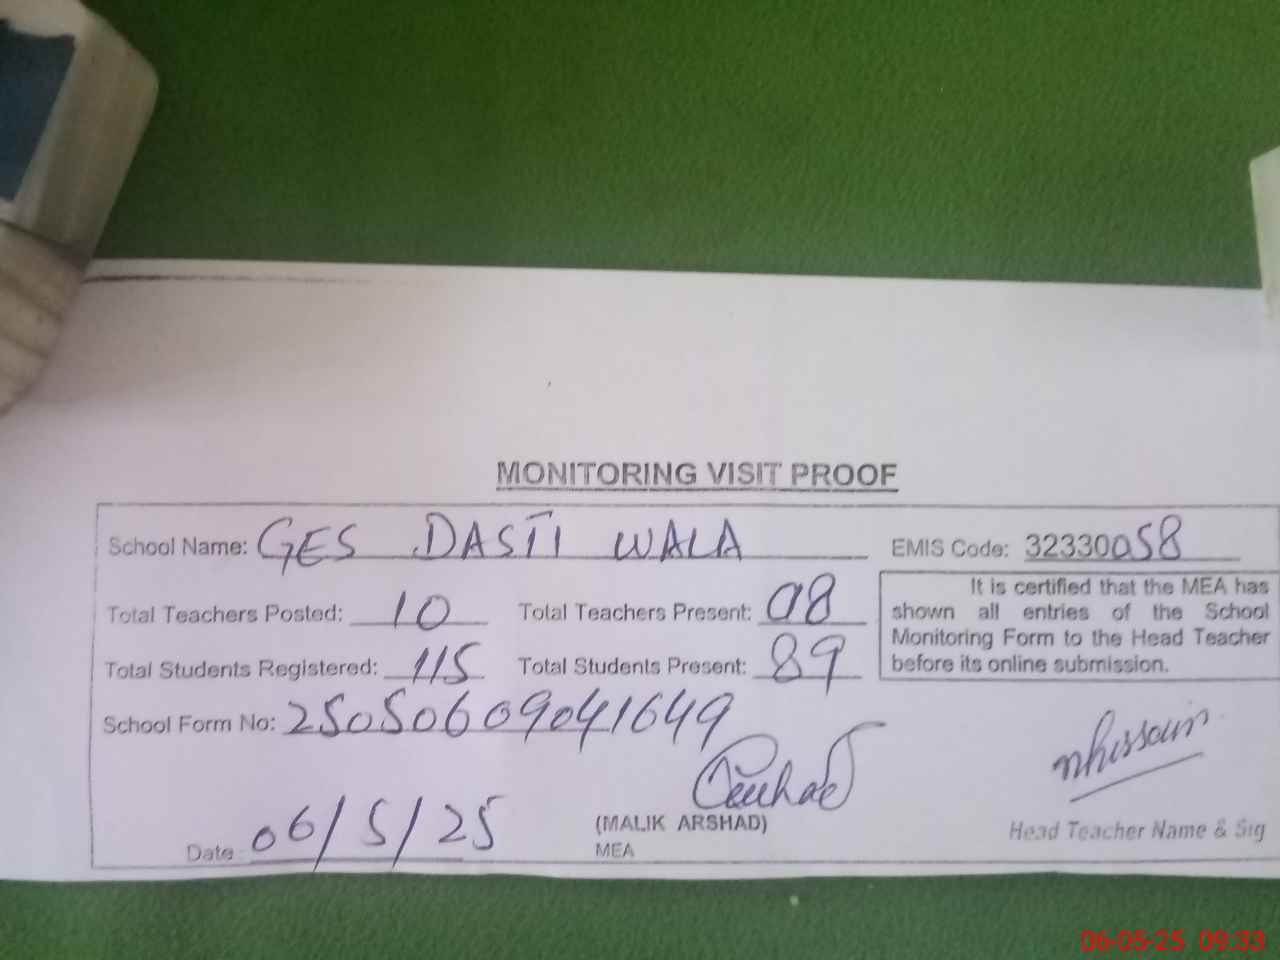 MONITORING VISIT PROOF
School Name: GES DASTI WALA EMIS Code: 32330058
Total Teachers Posted: 10 Total Teachers Present: 08
Total Students Registered: 115 Total Students Present: 89
It is certified that the MEA has
shown all entries of the School
Monitoring Form to the Head Teacher
before its online submission.
School Form No: 25050609041649
Date 06/5/25
(MALIK ARSHAD)
MEA
Head Teacher Name & Sig
06-05-25 09:33